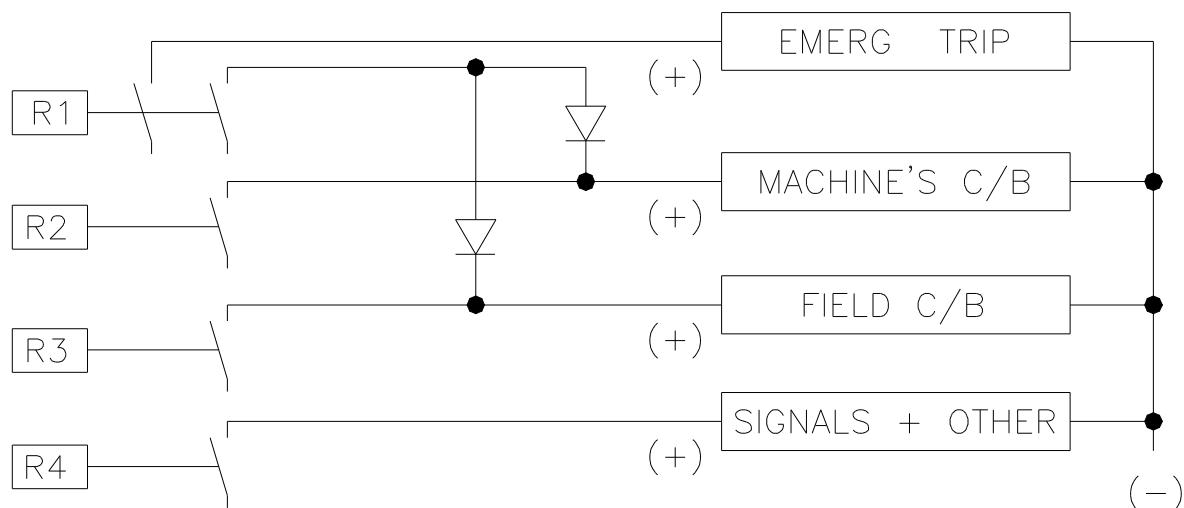 EMERG TRIP
(+)
R1
MACHINE'S C/B
(+)
R2
FIELD C/B
(+)
R3
SIGNALS + OTHER
(+)
R4
(−)